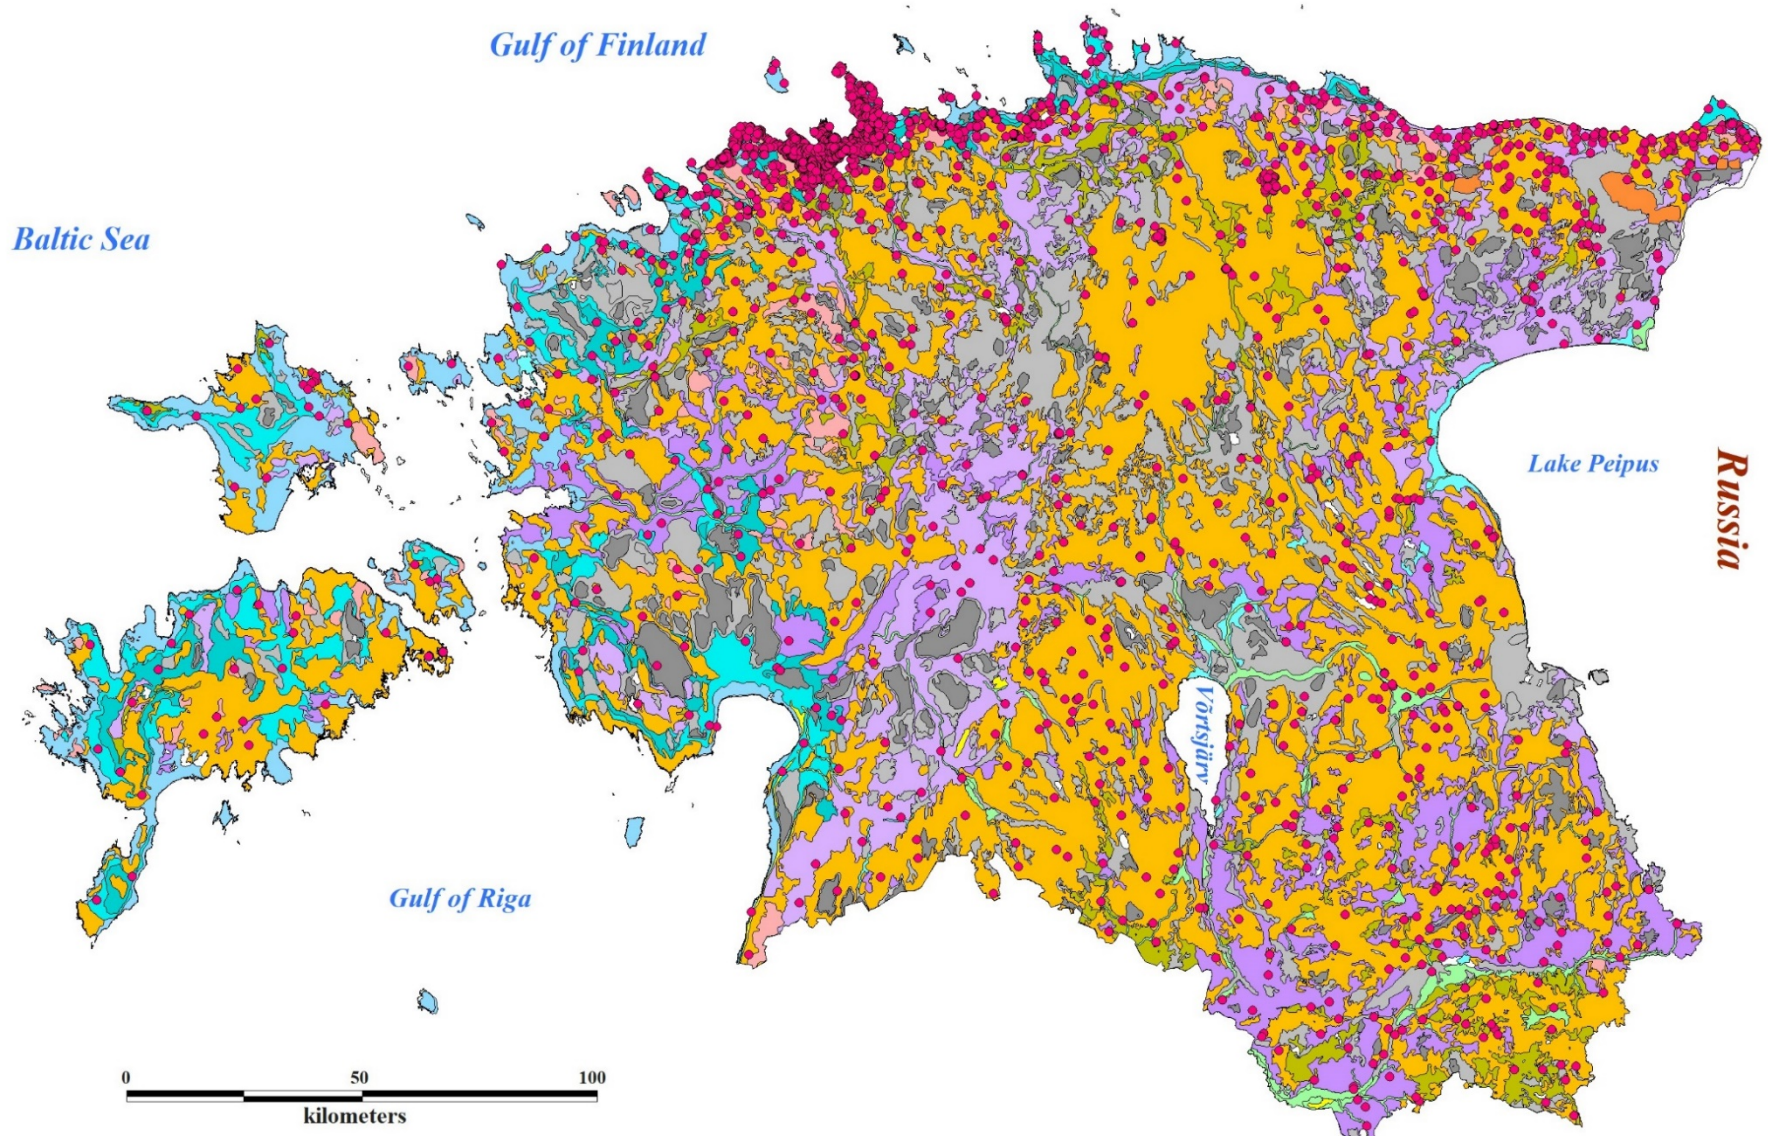 Gulf of Finland
Baltic Sea
Lake Peipus
Russia
Võrtsjärv
Gulf of Riga
0 50 100
kilometers